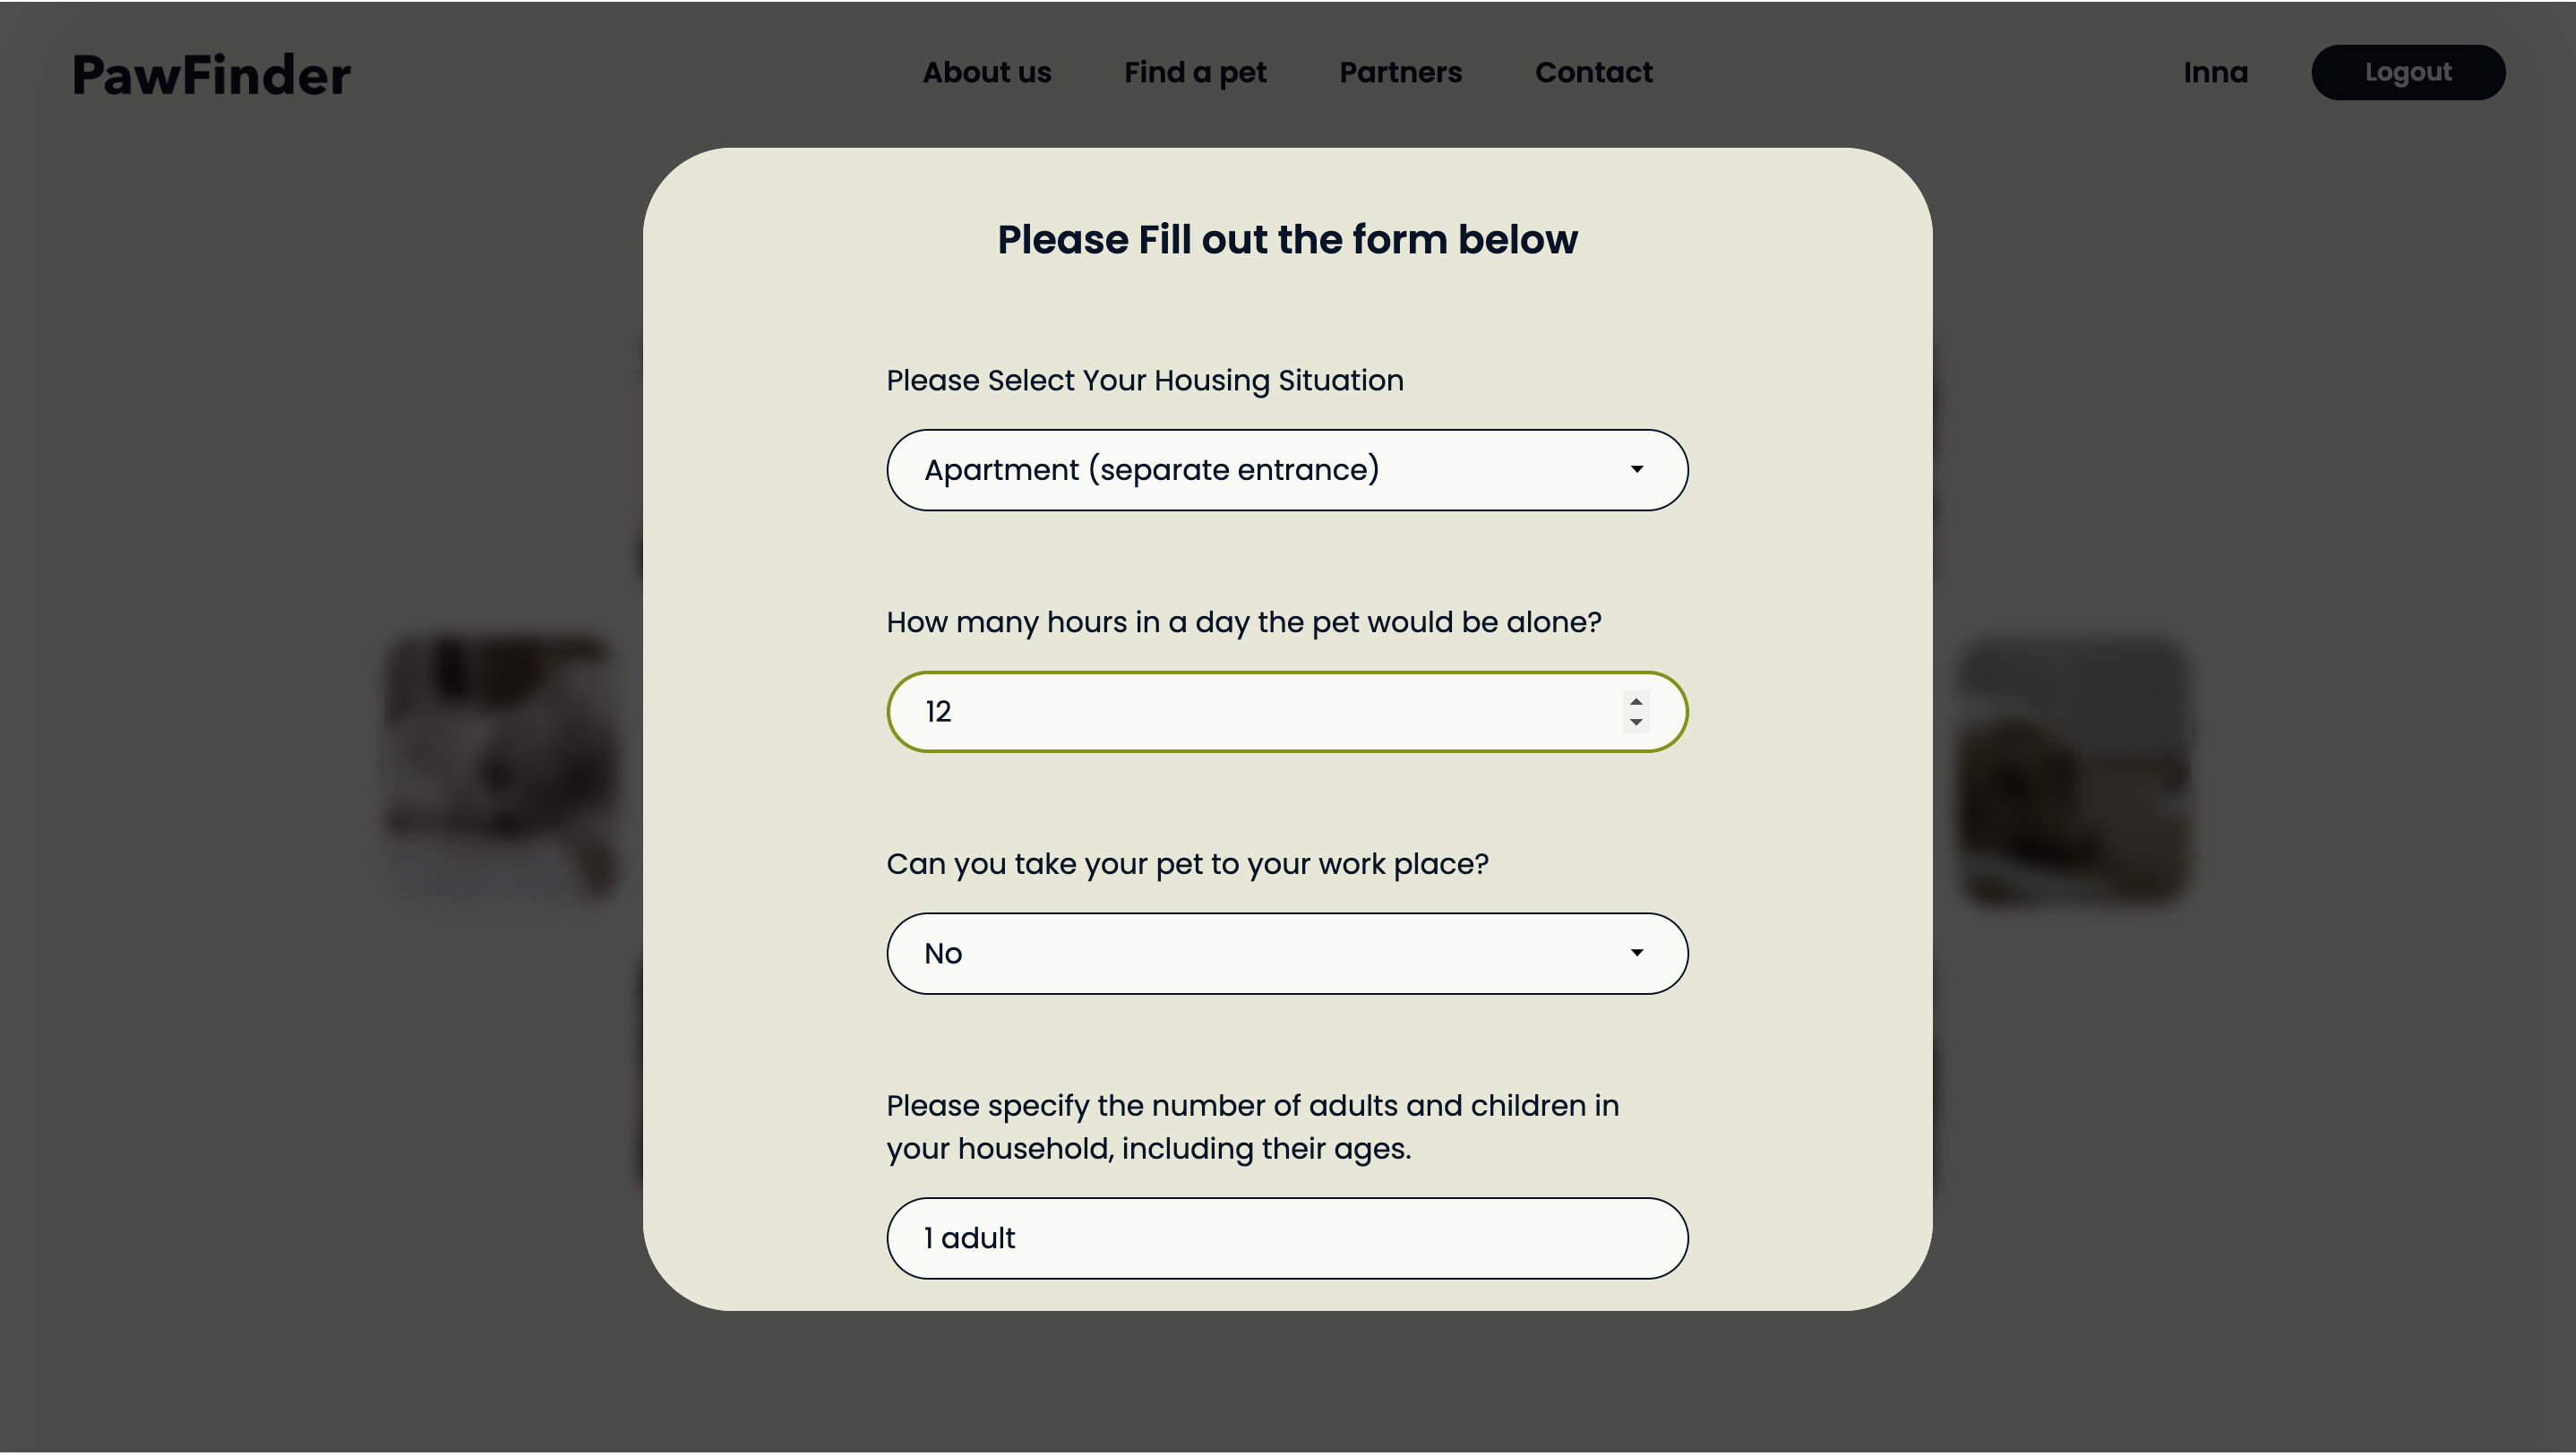 PawFinder
About us
Find a pet
Partners
Contact
Inna
Logout
Please Fill out the form below
Please Select Your Housing Situation
Apartment (separate entrance)
How many hours in a day the pet would be alone?
12
Can you take your pet to your work place?
No
Please specify the number of adults and children in
your household, including their ages.
1 adult